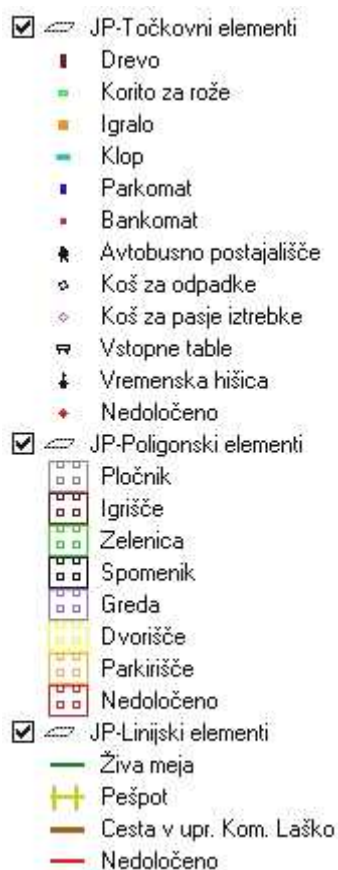 JP-Točkovni elementi
Drevo
Korito za rože
Igralo
Klop
Parkomat
Bankomat
Avtobusno postajališče
Koš za odpadke
Koš za pasje iztrebke
Vstopne table
Vremenska hišica
Nedoločeno
JP-Poligonski elementi
Pločnik
Igrišče
Zelenica
Spomenik
Greda
Dvorišče
Parkirišče
Nedoločeno
JP-Linijski elementi
Živa meja
Pešpot
Cesta v upr. Kom. Laško
Nedoločeno